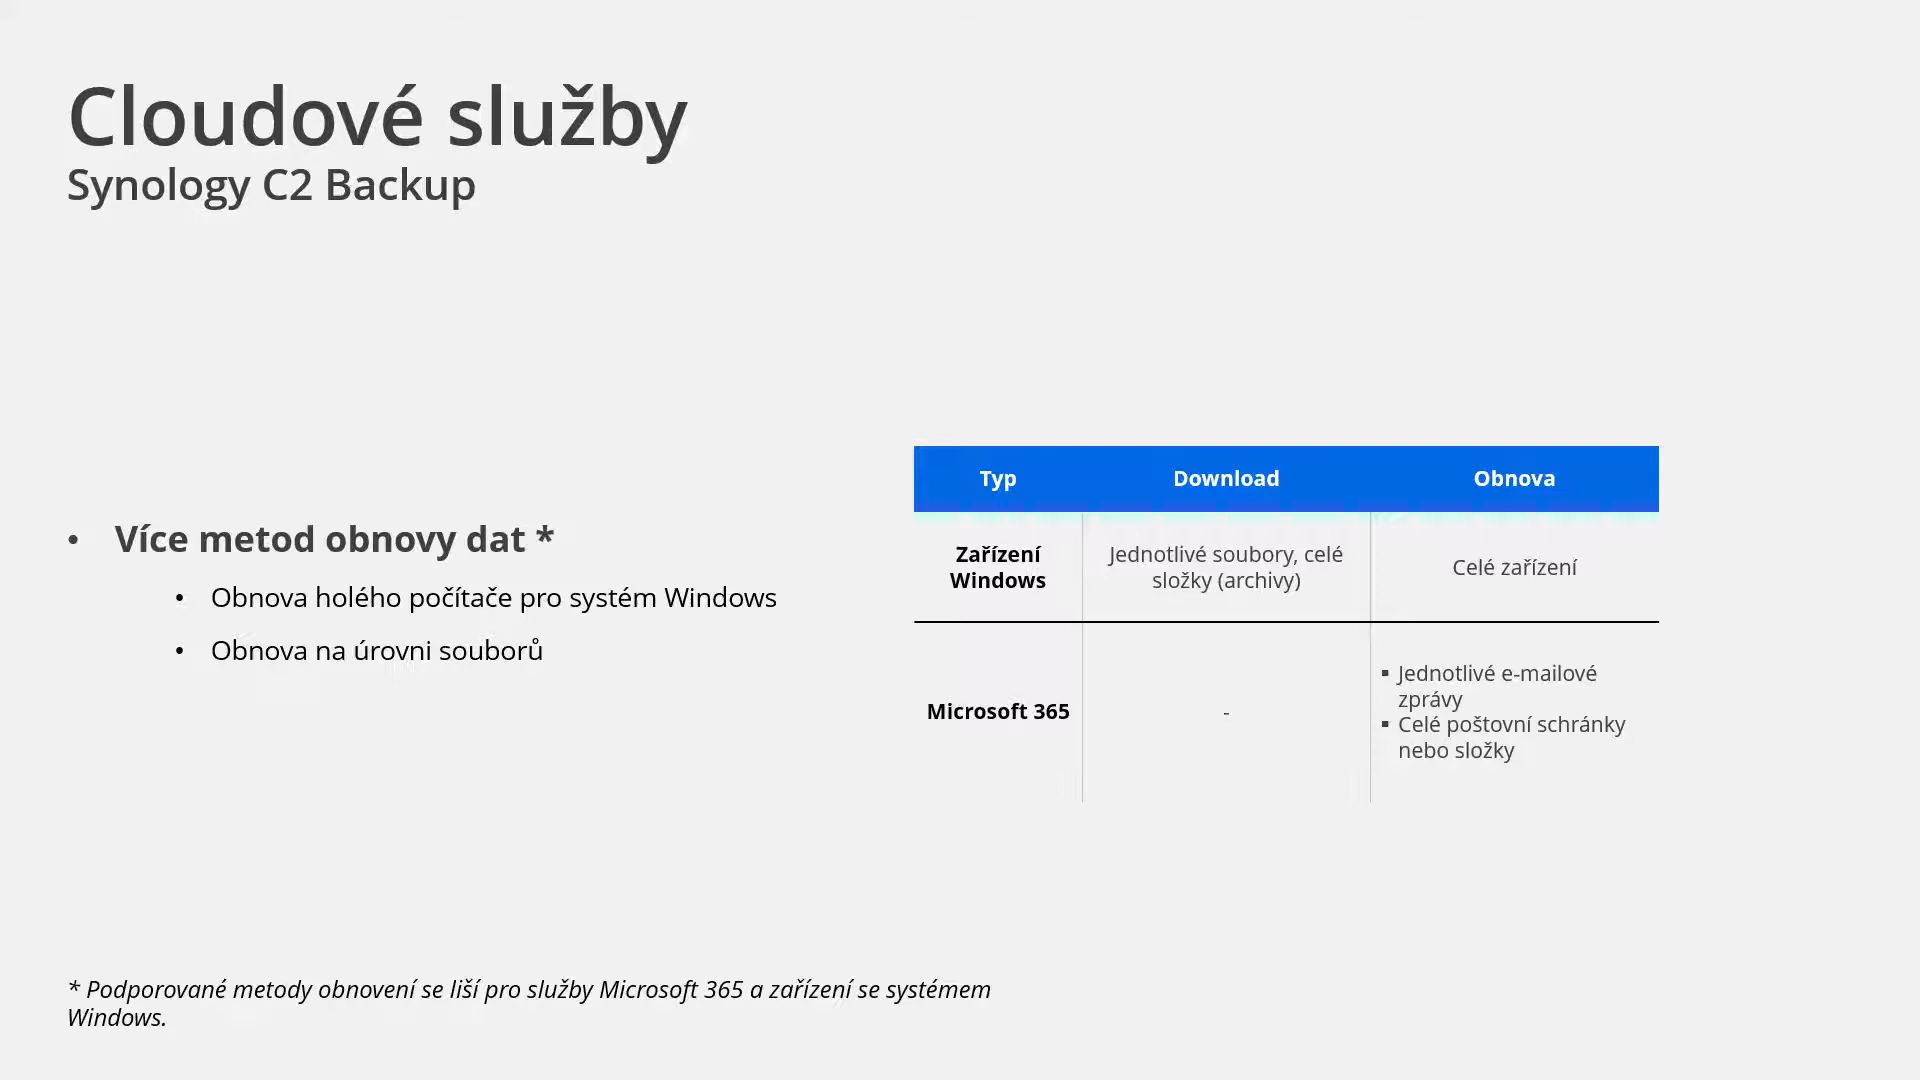 Cloudové služby
Synology C2 Backup
• Více metod obnovy dat *
• Obnova holého počítače pro systém Windows
• Obnova na úrovni souborů
Typ Download Obnova
Zařízení
Windows
Jednotlivé soubory, celé
složky (archivy)
Celé zařízení
Microsoft 365
-
▪ Jednotlivé e-mailové
zprávy
▪ Celé poštovní schránky
nebo složky
* Podporované metody obnovení se liší pro služby Microsoft 365 a zařízení se systémem
Windows.